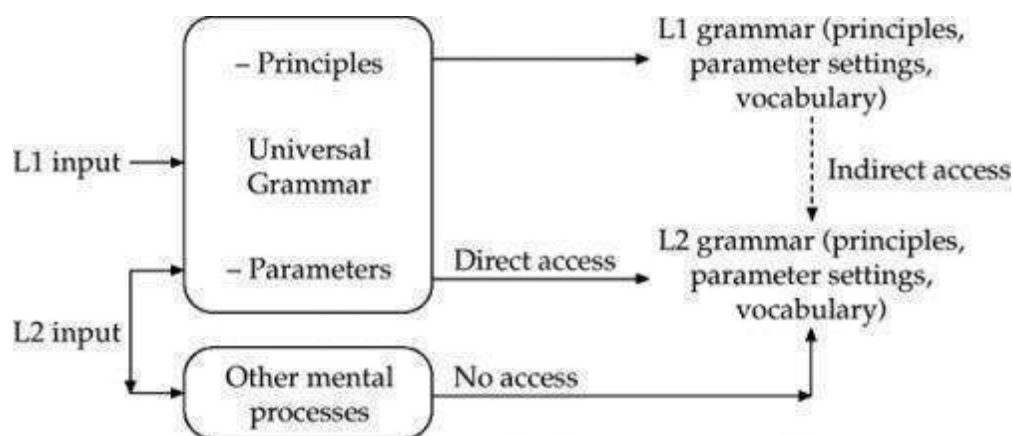 L1 grammar (principles,
parameter settings,
vocabulary)
– Principles
L1 input
Universal
Grammar
Indirect access
L2 grammar (principles,
parameter settings,
vocabulary)
– Parameters
Direct access
L2 input
Other mental
processes
No access